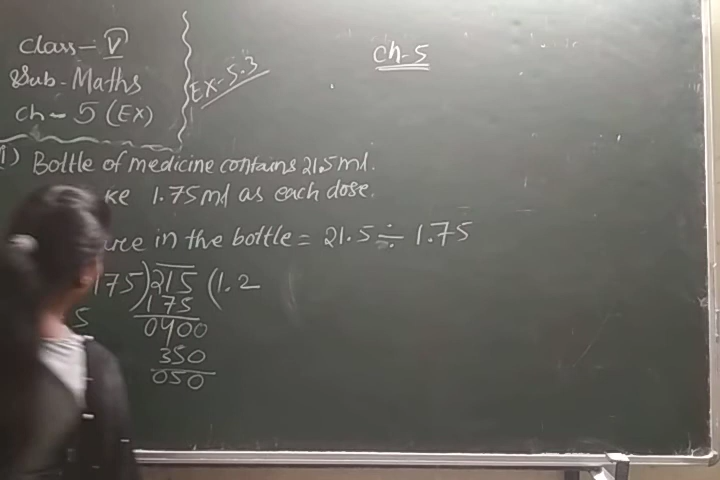 Class - V
Sub - Maths
Ch - 5 (EX)
EX-5.3
Ch-5
1) Bottle of medicine contains 21.5 ml.
ke 1.75 ml as each dose.
in the bottle = 21.5 ÷ 1.75
175) 215 (1.2
175
5
0400
350
050